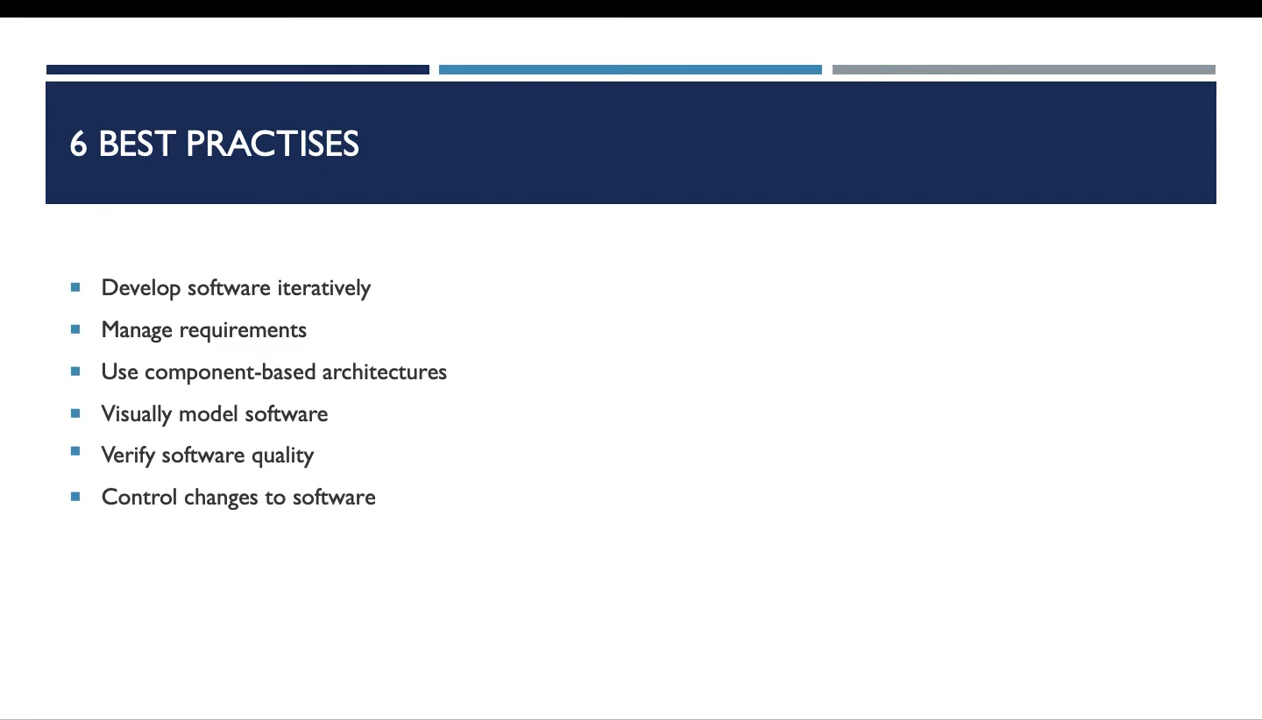 6 BEST PRACTISES
Develop software iteratively
Manage requirements
Use component-based architectures
Visually model software
Verify software quality
Control changes to software